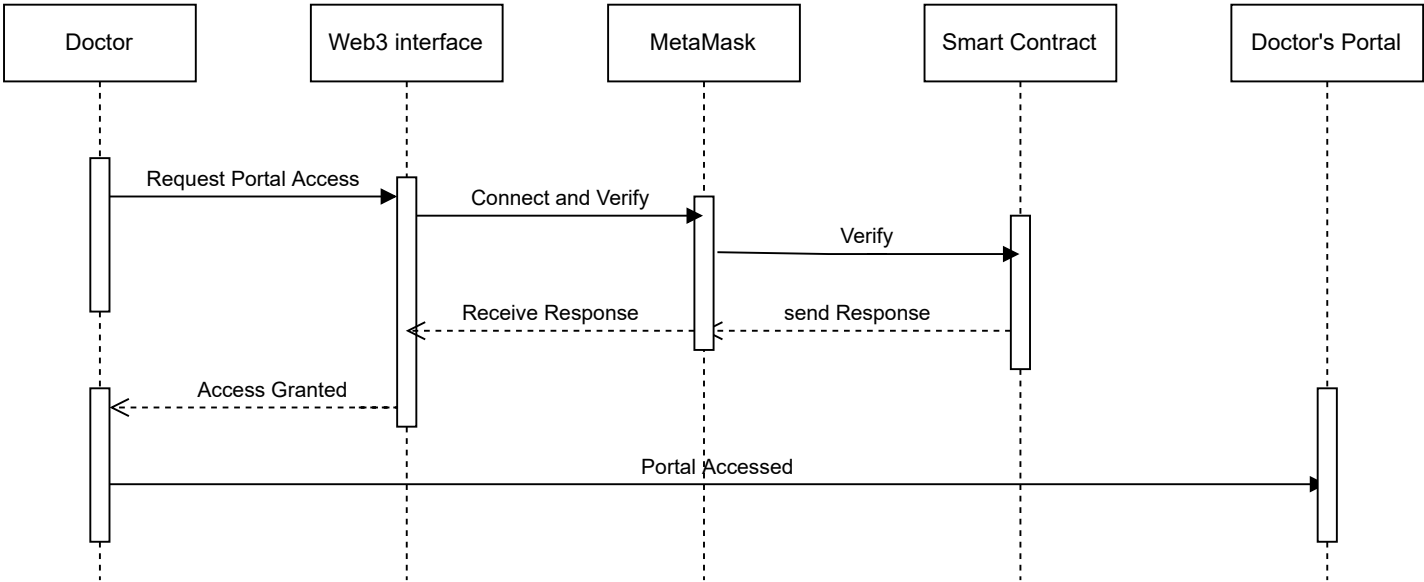 Doctor
Web3 interface
MetaMask
Smart Contract
Doctor's Portal
Request Portal Access
Connect and Verify
Verify
Receive Response
send Response
Access Granted
Portal Accessed